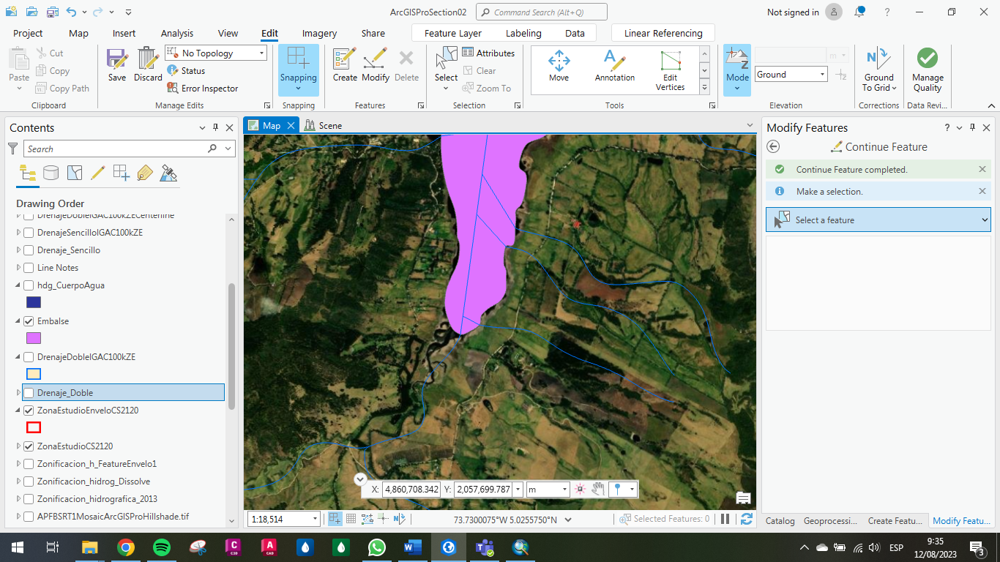 ArcGISProSection02
Command Search (Alt+Q)
Not signed in
?
Project
Map
Insert
Analysis
View
Edit
Imagery
Share
Feature Layer
Labeling
Data
Linear Referencing
Paste
Cut
Copy
Copy Path
Clipboard
Save
Discard
No Topology
Status
Error Inspector
Manage Edits
Snapping
Snapping
Create
Modify
Delete
Features
Select
Attributes
Clear
Zoom To
Selection
Move
Annotation
Edit
Vertices
Tools
Mode
m
Ground
Elevation
Ground
To Grid
Corrections
Manage
Quality
Data Revi...
Contents
Search
Drawing Order
DrenajeDobleIGAC100kZECenterline
DrenajeSencilloIGAC100kZE
Drenaje_Sencillo
Line Notes
hdg_CuerpoAgua
Embalse
DrenajeDobleIGAC100kZE
Drenaje_Doble
ZonaEstudioEnveloCS2120
ZonaEstudioCS2120
Zonificacion_h_FeatureEnvelo1
Zonificacion_hidrog_Dissolve
Zonificacion_hidrografica_2013
APFBSRT1MosaicArcGISProHillshade.tif
Map
Scene
X: 4,860,708.342 Y: 2,057,699.787 m
1:18,514
73.7300075°W 5.0255750°N
Selected Features: 0
Modify Features
?
Continue Feature
Continue Feature completed.
Make a selection.
Select a feature
Catalog
Geoprocessi...
Create Featu...
Modify Featu...
ESP
9:35
12/08/2023
3